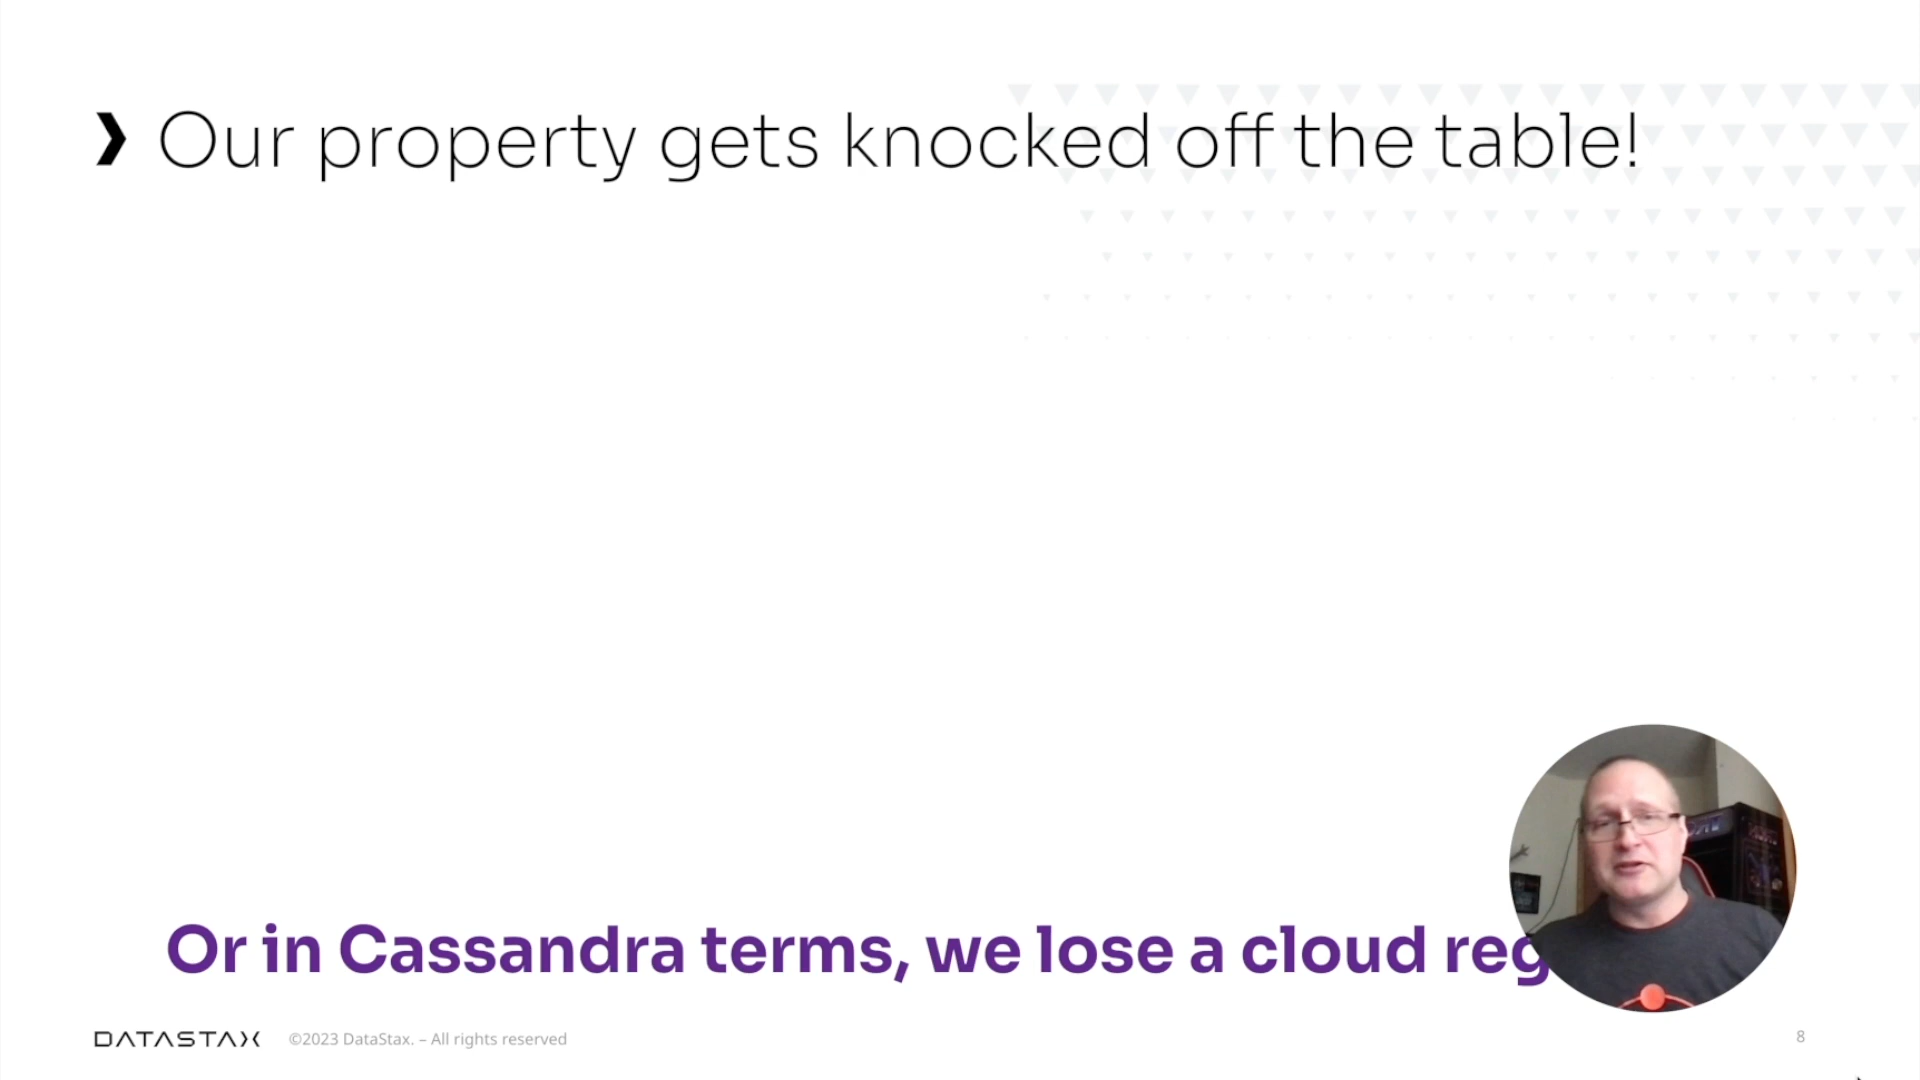 ❯ Our property gets knocked off the table!
Or in Cassandra terms, we lose a cloud reg
DATASTAX ©2023 DataStax. – All rights reserved
8